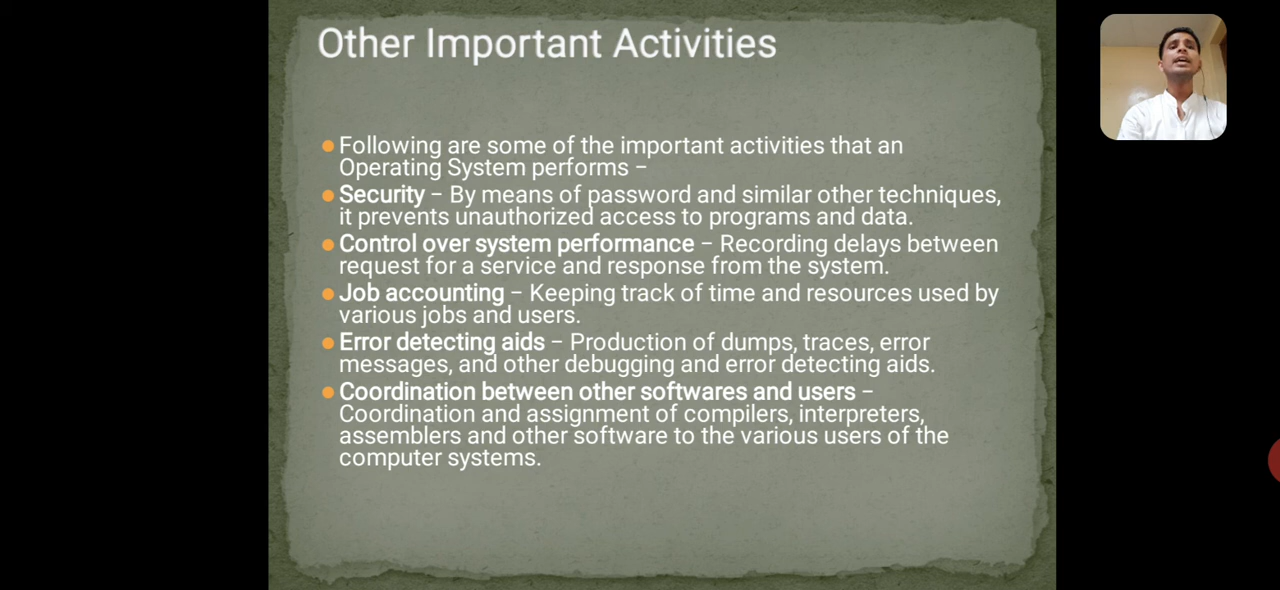 Other Important Activities
Following are some of the important activities that an
Operating System performs −
Security − By means of password and similar other techniques,
it prevents unauthorized access to programs and data.
Control over system performance − Recording delays between
request for a service and response from the system.
Job accounting − Keeping track of time and resources used by
various jobs and users.
Error detecting aids − Production of dumps, traces, error
messages, and other debugging and error detecting aids.
Coordination between other softwares and users −
Coordination and assignment of compilers, interpreters,
assemblers and other software to the various users of the
computer systems.